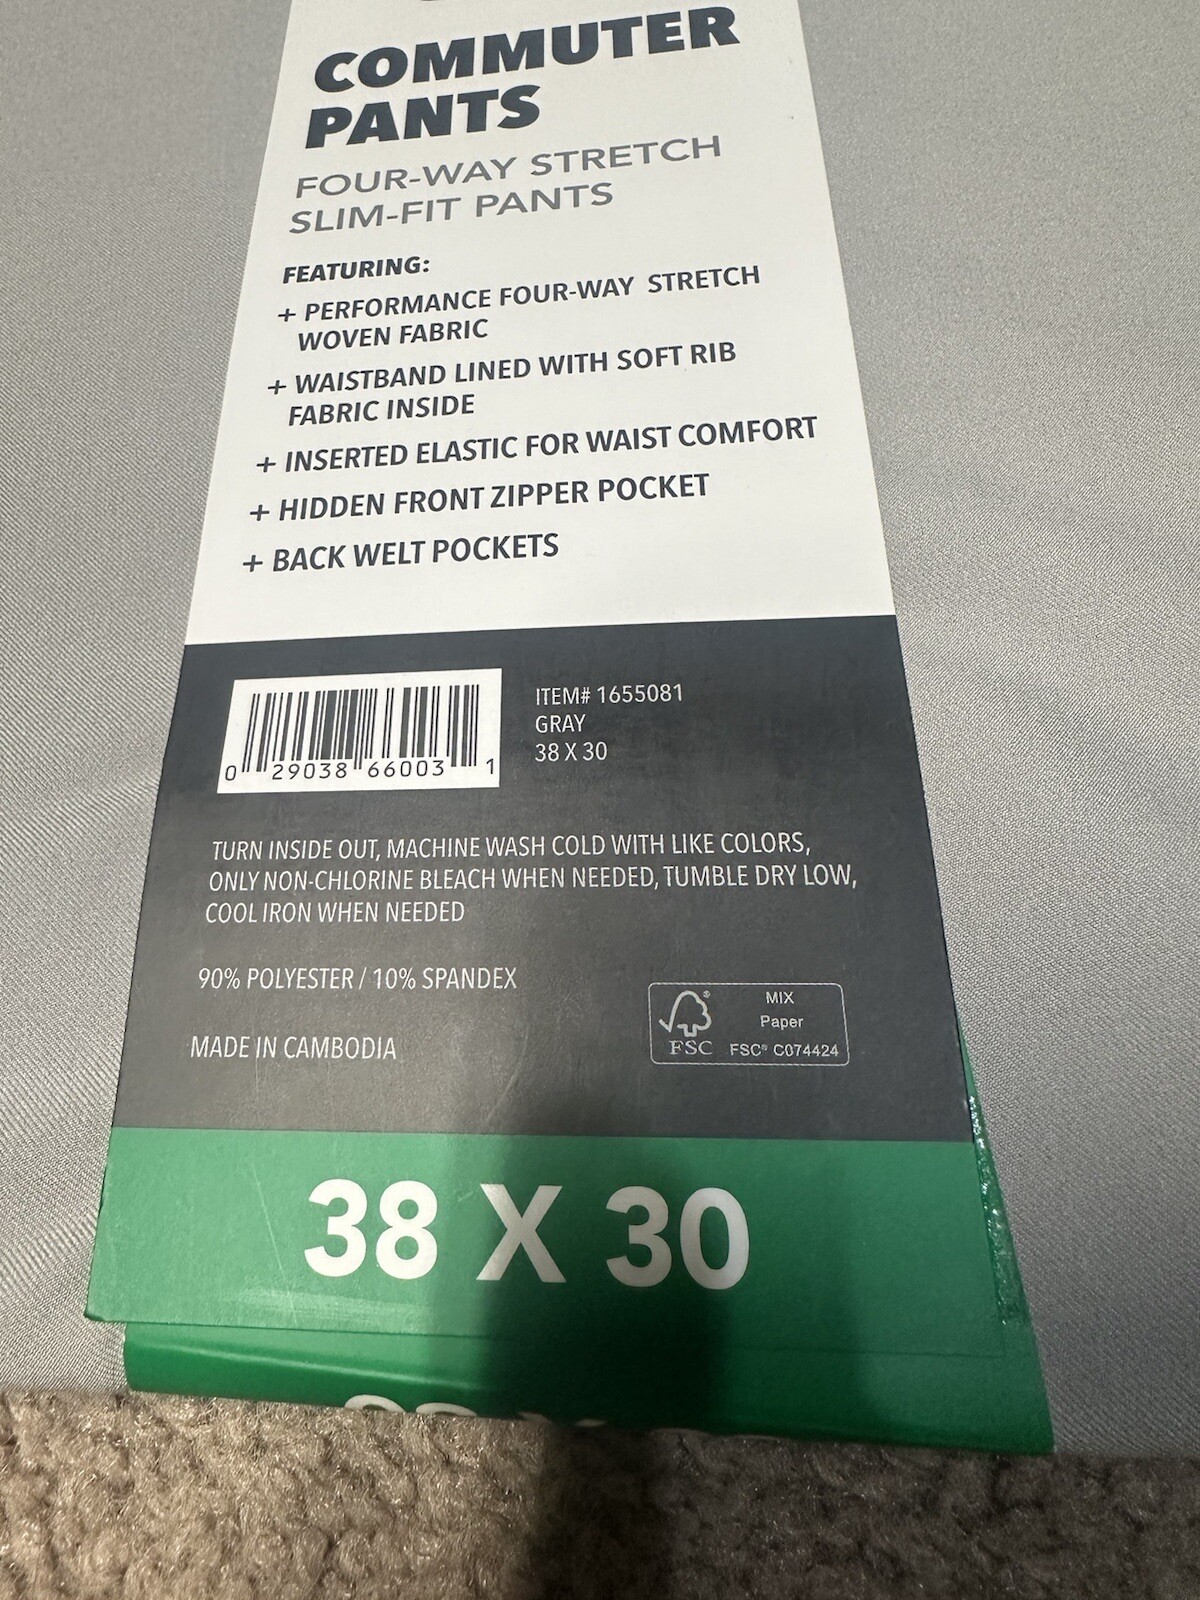 COMMUTER
PANTS
FOUR-WAY STRETCH
SLIM-FIT PANTS
FEATURING:
+ PERFORMANCE FOUR-WAY STRETCH
WOVEN FABRIC
+ WAISTBAND LINED WITH SOFT RIB
FABRIC INSIDE
+ INSERTED ELASTIC FOR WAIST COMFORT
+ HIDDEN FRONT ZIPPER POCKET
+ BACK WELT POCKETS
ITEM# 1655081
GRAY
38 X 30
0 29038 66003 1
TURN INSIDE OUT, MACHINE WASH COLD WITH LIKE COLORS,
ONLY NON-CHLORINE BLEACH WHEN NEEDED, TUMBLE DRY LOW,
COOL IRON WHEN NEEDED
90% POLYESTER / 10% SPANDEX
MADE IN CAMBODIA
FSC
MIX
Paper
FSC® C074424
38 X 30